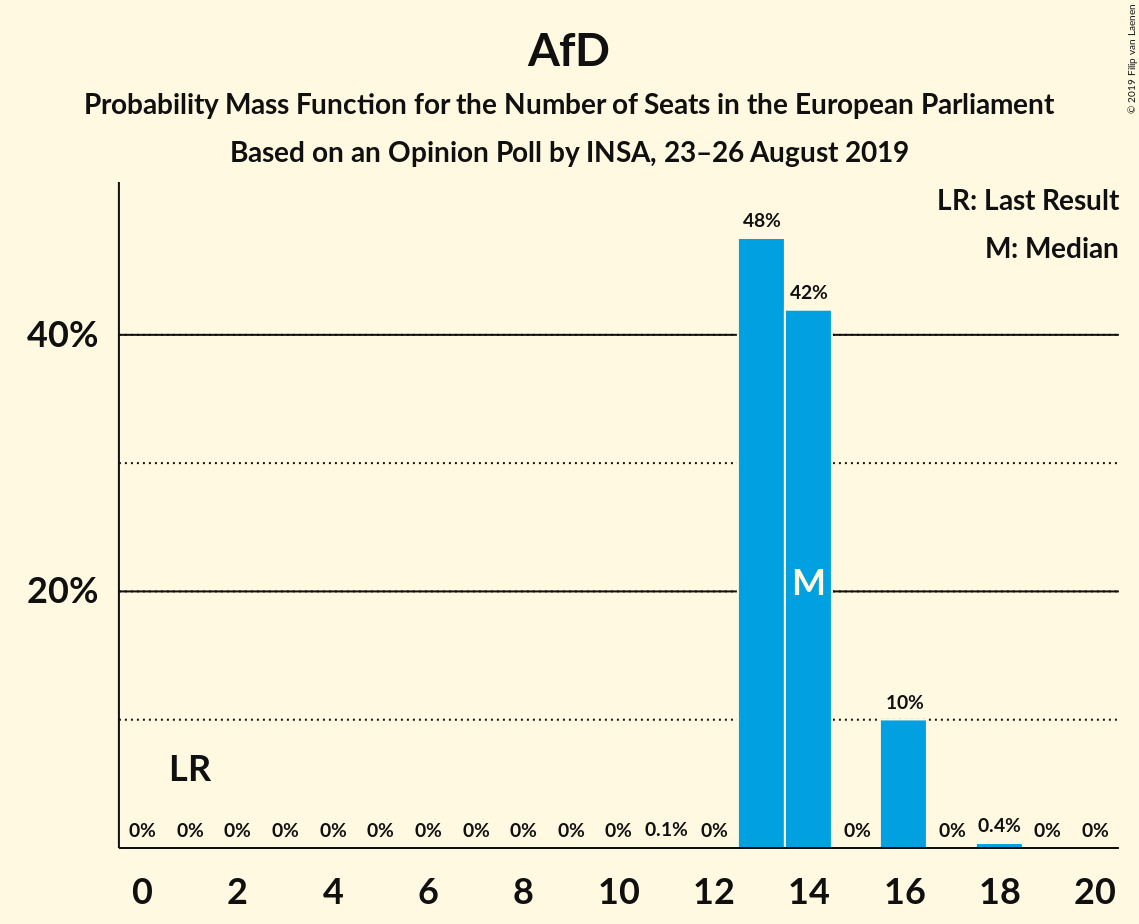 AfD
Probability Mass Function for the Number of Seats in the European Parliament
Based on an Opinion Poll by INSA, 23–26 August 2019
© 2019 Filip van Laenen
LR: Last Result
M: Median
48%
42%
40%
20%
M
10%
LR
0% 0% 0% 0% 0% 0% 0% 0% 0% 0% 0% 0.1% 0% 0% 0% 0.4% 0% 0%
0 2 4 6 8 10 12 14 16 18 20